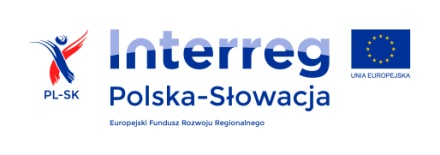 Interreg
PL-SK
Polska-Słowacja
UNIA EUROPEJSKA
Europejski Fundusz Rozwoju Regionalnego